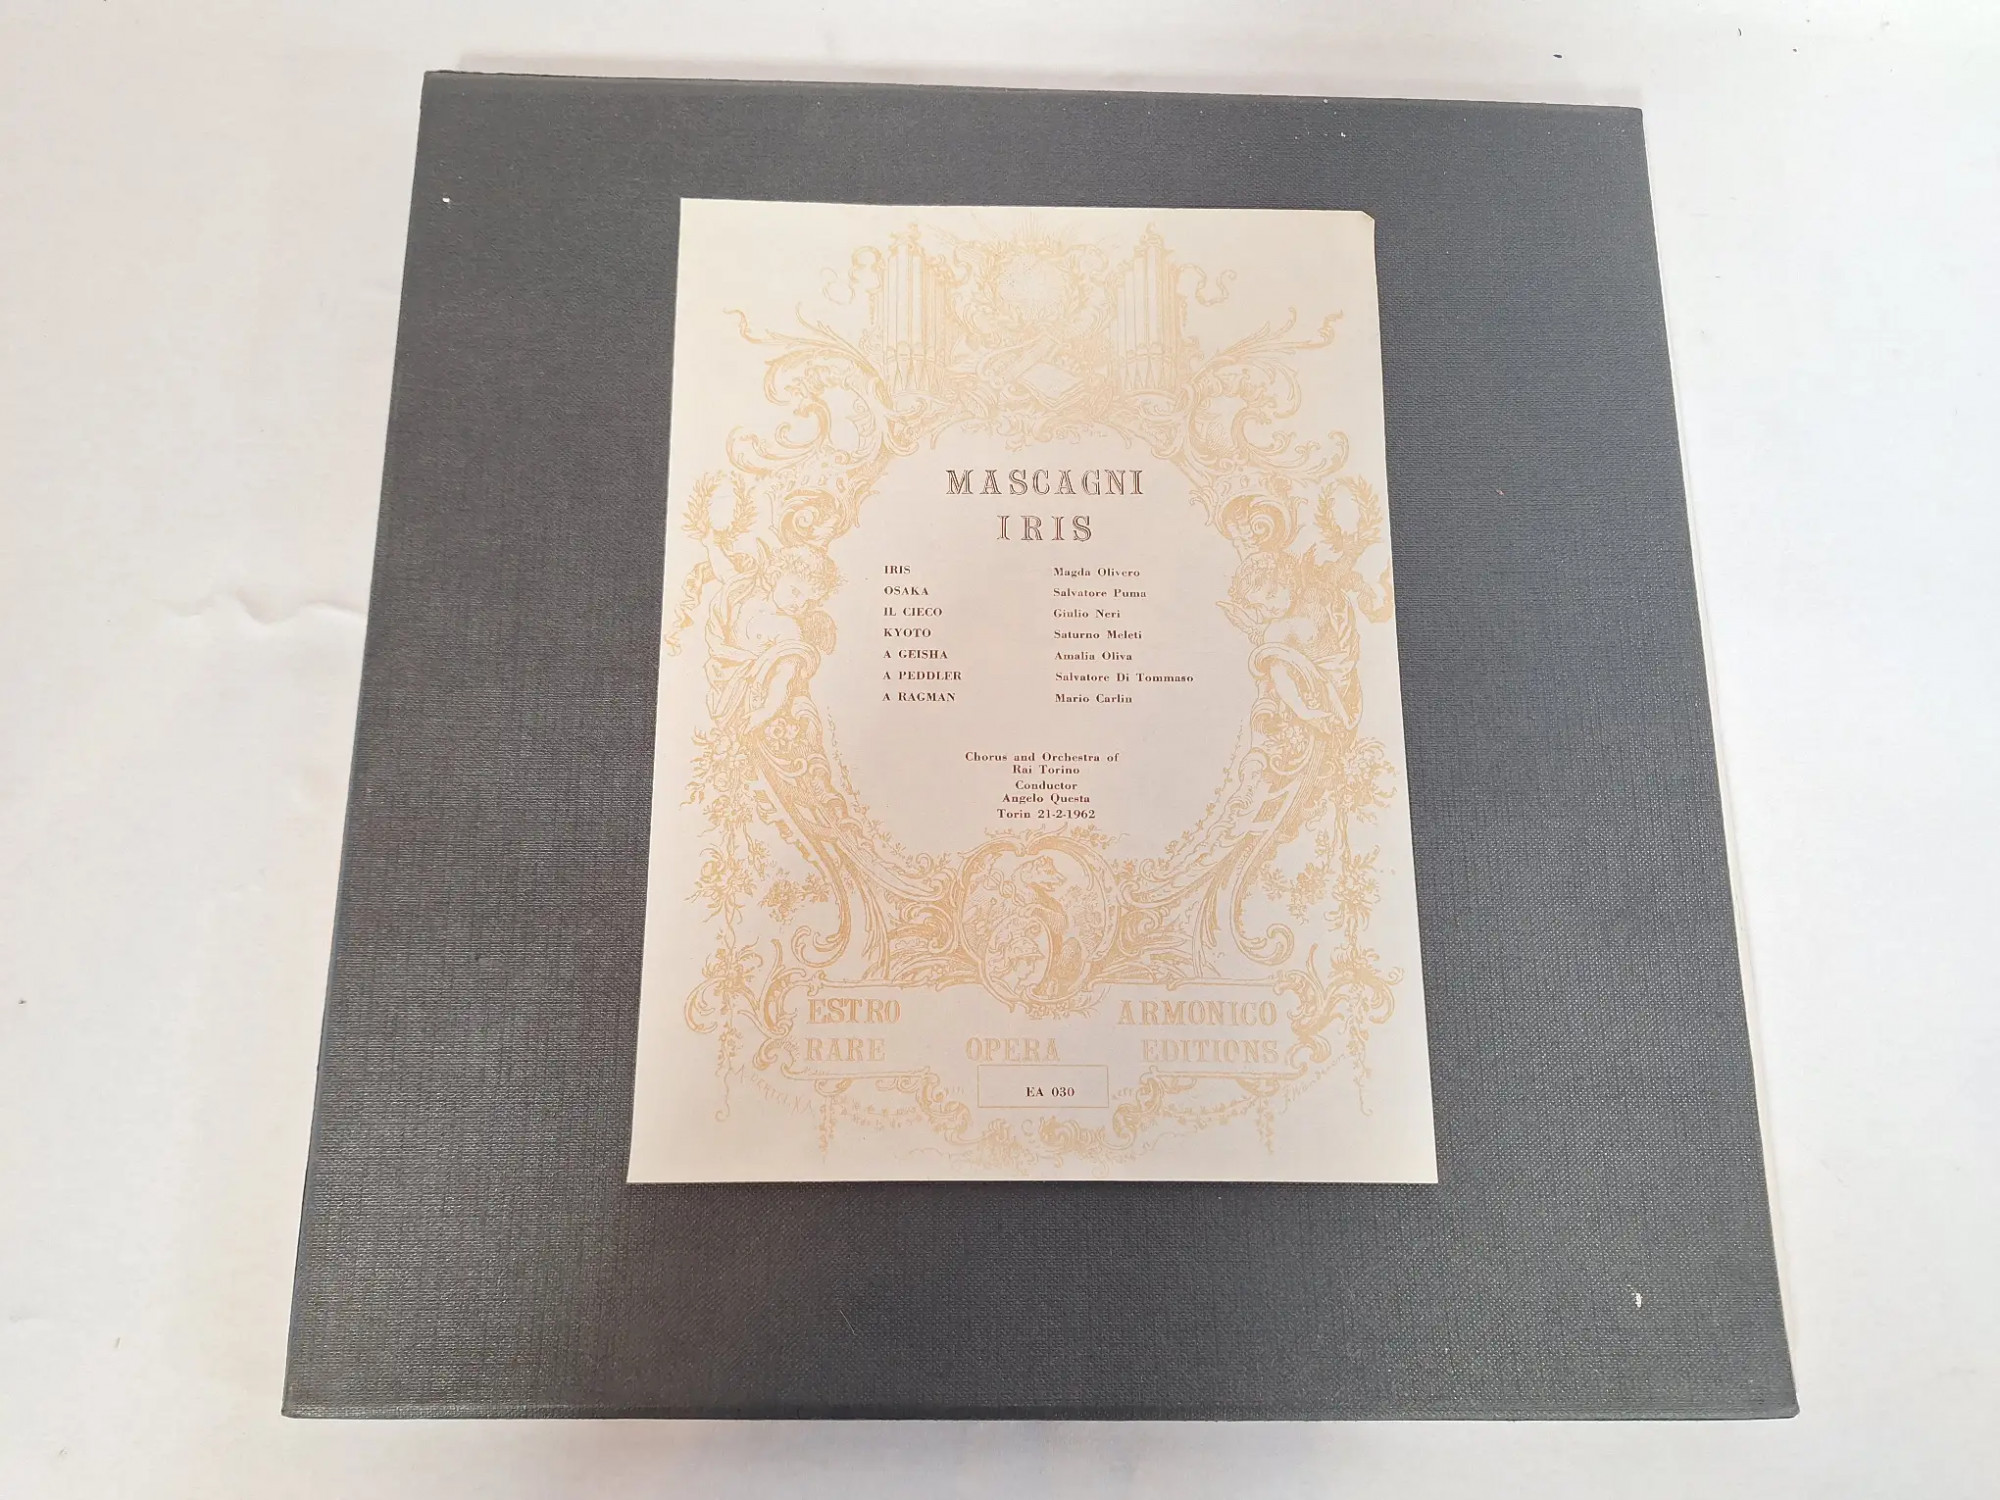 MASCAGNI
IRIS
IRIS Magda Olivero
OSAKA Salvatore Puma
IL CIECO Giulio Neri
KYOTO Saturno Meleti
A GEISHA Amalia Oliva
A PEDDLER Salvatore Di Tommaso
A RAGMAN Mario Carlin
Chorus and Orchestra of
Rai Torino
Conductor
Angelo Questa
Torin 21-2-1962
ESTRO ARMONICO
RARE OPERA EDITIONS
EA 030